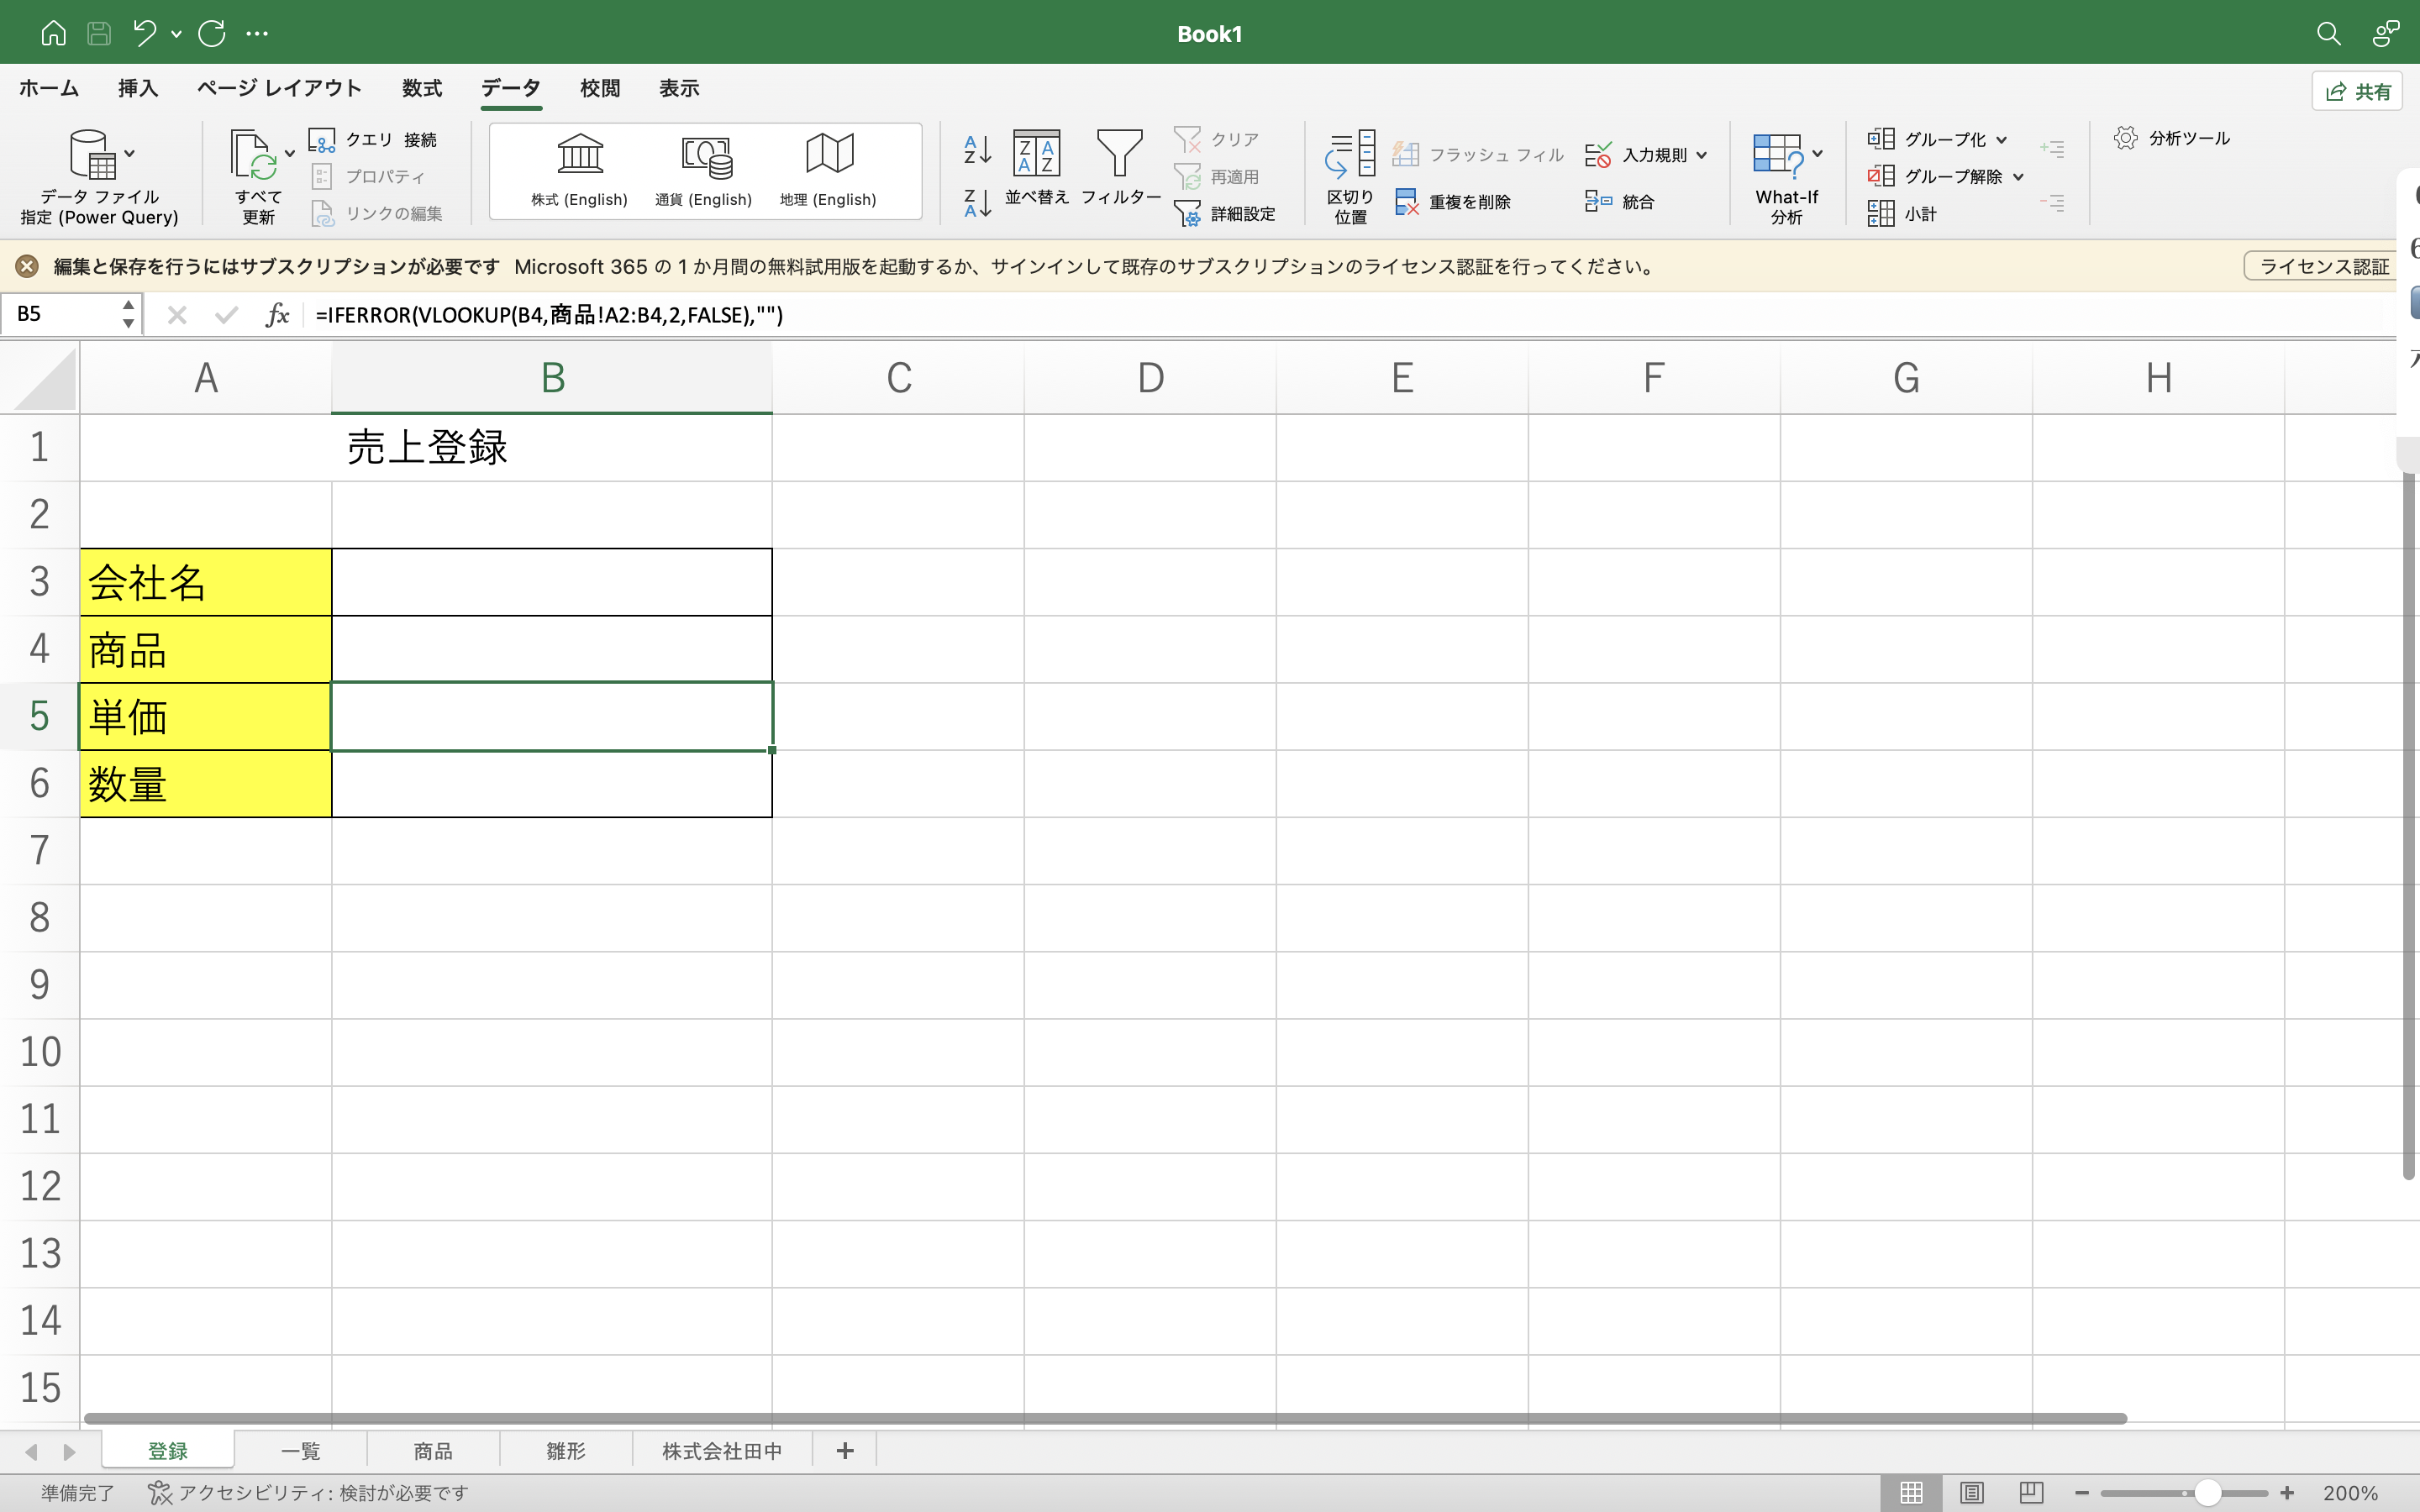 Book1
ホーム 挿入 ページ レイアウト 数式 データ 校閲 表示 共有
データ ファイル
指定 (Power Query)
すべて
更新
クエリ 接続
プロパティ
リンクの編集
株式 (English) 通貨 (English) 地理 (English)
並べ替え フィルター
クリア
再適用
詳細設定
区切り
位置
フラッシュ フィル
重複を削除
入力規則
統合
What-If
分析
グループ化
グループ解除
小計
分析ツール
編集と保存を行うにはサブスクリプションが必要です Microsoft 365 の 1 か月間の無料試用版を起動するか、サインインして既存のサブスクリプションのライセンス認証を行ってください。 ライセンス認証
B5 fx =IFERROR(VLOOKUP(B4,商品!A2:B4,2,FALSE),"")
A B C D E F G H
1 売上登録
2
3 会社名
4 商品
5 単価
6 数量
7
8
9
10
11
12
13
14
15
登録 一覧 商品 雛形 株式会社田中 +
準備完了 アクセシビリティ: 検討が必要です 200%